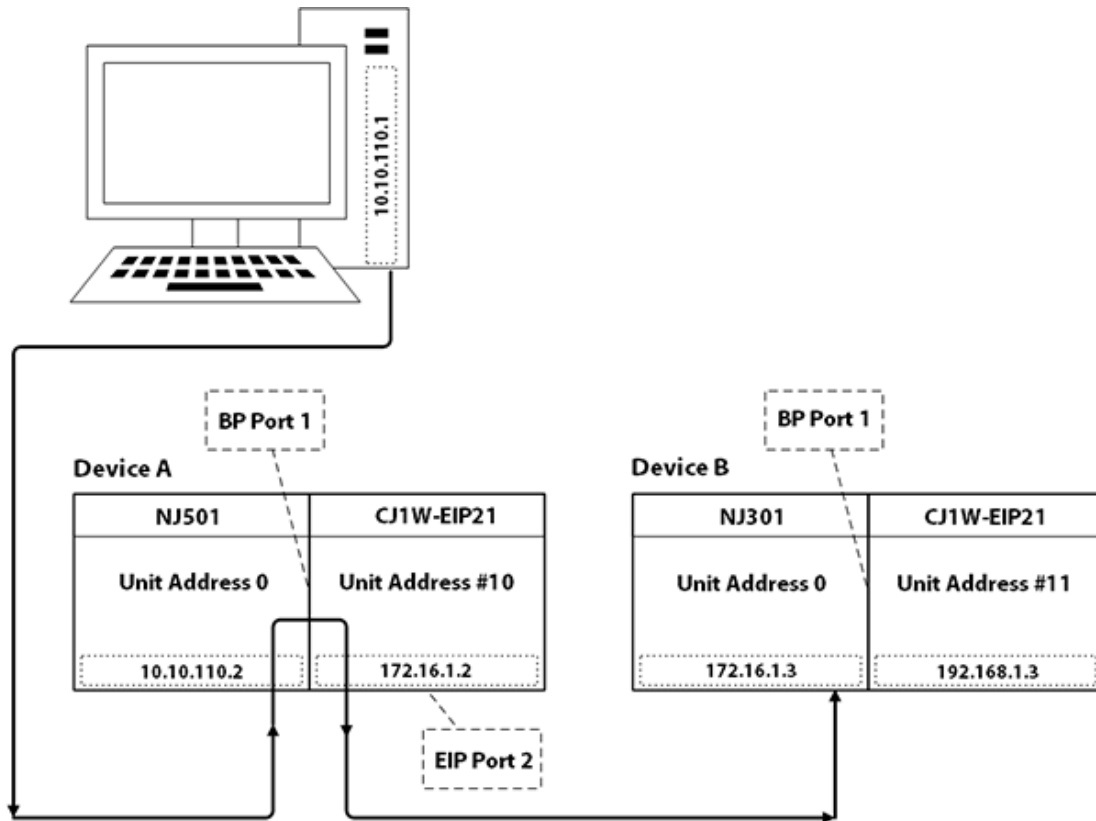 10.10.110.1
BP Port 1
BP Port 1
Device A
Device B
NJ501
CJ1W-EIP21
NJ301
CJ1W-EIP21
Unit Address 0
Unit Address #10
Unit Address 0
Unit Address #11
10.10.110.2
172.16.1.2
172.16.1.3
192.168.1.3
EIP Port 2